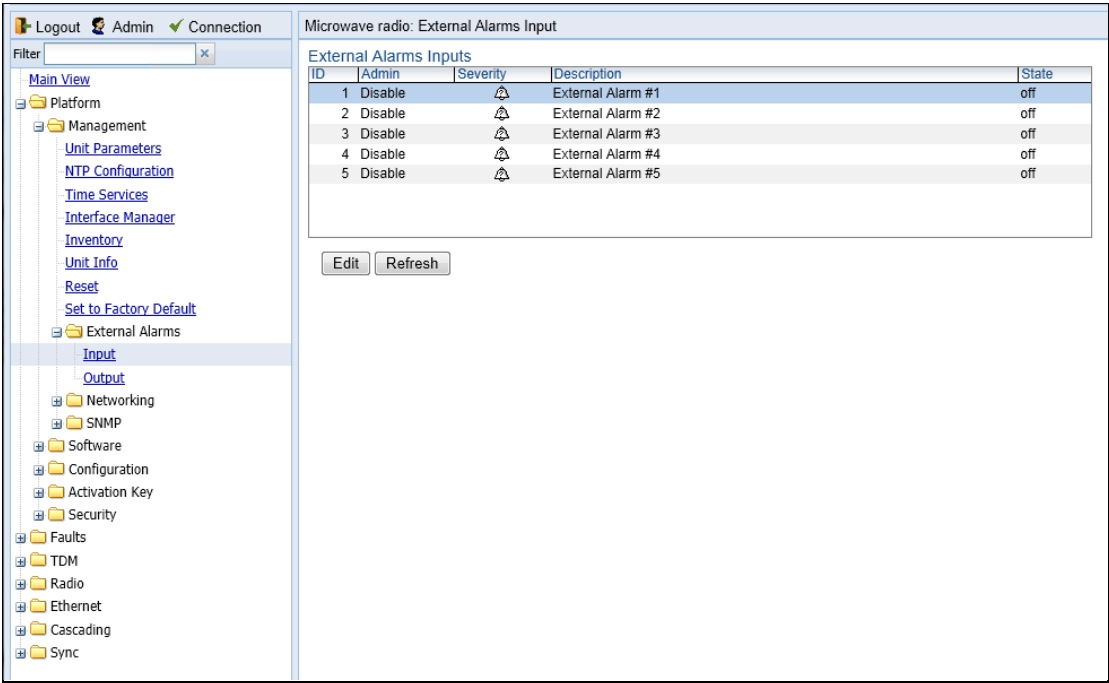 Logout Admin Connection
Filter
Main View
Platform
Management
Unit Parameters
NTP Configuration
Time Services
Interface Manager
Inventory
Unit Info
Reset
Set to Factory Default
External Alarms
Input
Output
Networking
SNMP
Software
Configuration
Activation Key
Security
Faults
TDM
Radio
Ethernet
Cascading
Sync
Microwave radio: External Alarms Input
External Alarms Inputs
ID Admin Severity Description State
1 Disable External Alarm #1 off
2 Disable External Alarm #2 off
3 Disable External Alarm #3 off
4 Disable External Alarm #4 off
5 Disable External Alarm #5 off
Edit Refresh